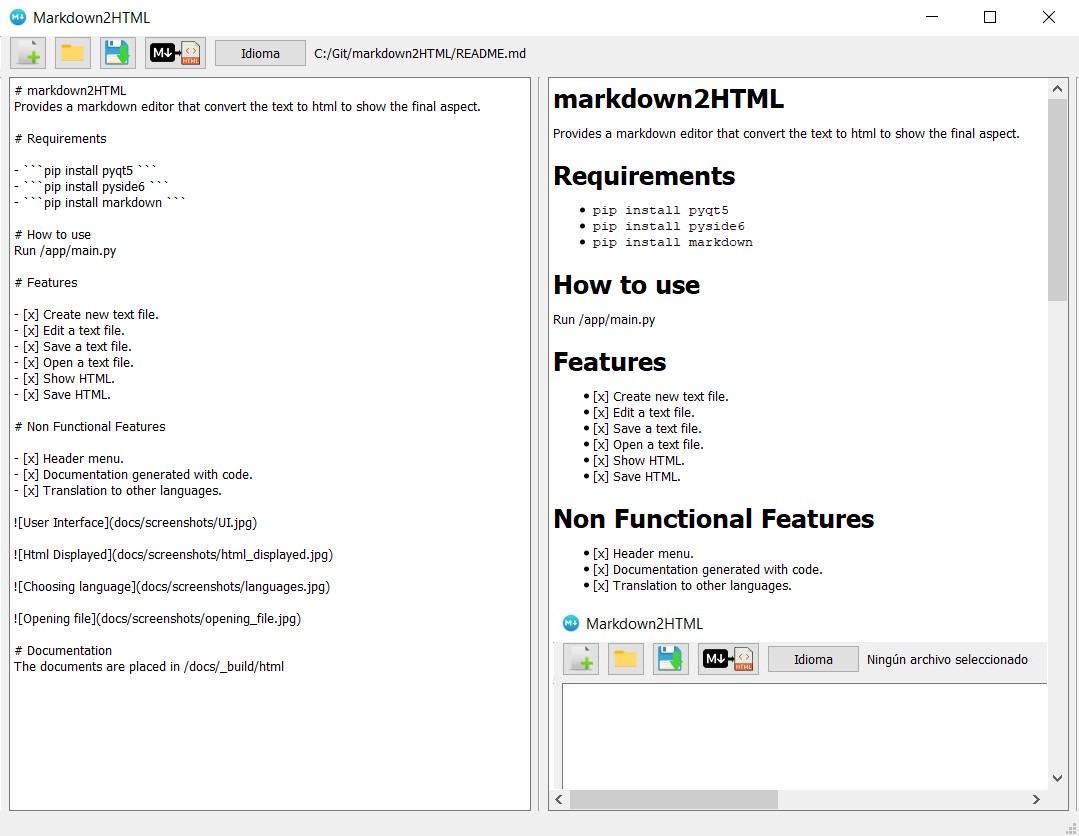 Markdown2HTML
Idioma
C:/Git/markdown2HTML/README.md
# markdown2HTML
Provides a markdown editor that convert the text to html to show the final aspect.
# Requirements
- ```pip install pyqt5 ```
- ```pip install pyside6 ```
- ```pip install markdown ```
# How to use
Run /app/main.py
# Features
- [x] Create new text file.
- [x] Edit a text file.
- [x] Save a text file.
- [x] Open a text file.
- [x] Show HTML.
- [x] Save HTML.
# Non Functional Features
- [x] Header menu.
- [x] Documentation generated with code.
- [x] Translation to other languages.
![User Interface](docs/screenshots/UI.jpg)
![Html Displayed](docs/screenshots/html_displayed.jpg)
![Choosing language](docs/screenshots/languages.jpg)
![Opening file](docs/screenshots/opening_file.jpg)
# Documentation
The documents are placed in /docs/_build/html
markdown2HTML
Provides a markdown editor that convert the text to html to show the final aspect.
Requirements
• pip install pyqt5
• pip install pyside6
• pip install markdown
How to use
Run /app/main.py
Features
• [x] Create new text file.
• [x] Edit a text file.
• [x] Save a text file.
• [x] Open a text file.
• [x] Show HTML.
• [x] Save HTML.
Non Functional Features
• [x] Header menu.
• [x] Documentation generated with code.
• [x] Translation to other languages.
Markdown2HTML
M↓ HTML Idioma Ningún archivo seleccionado